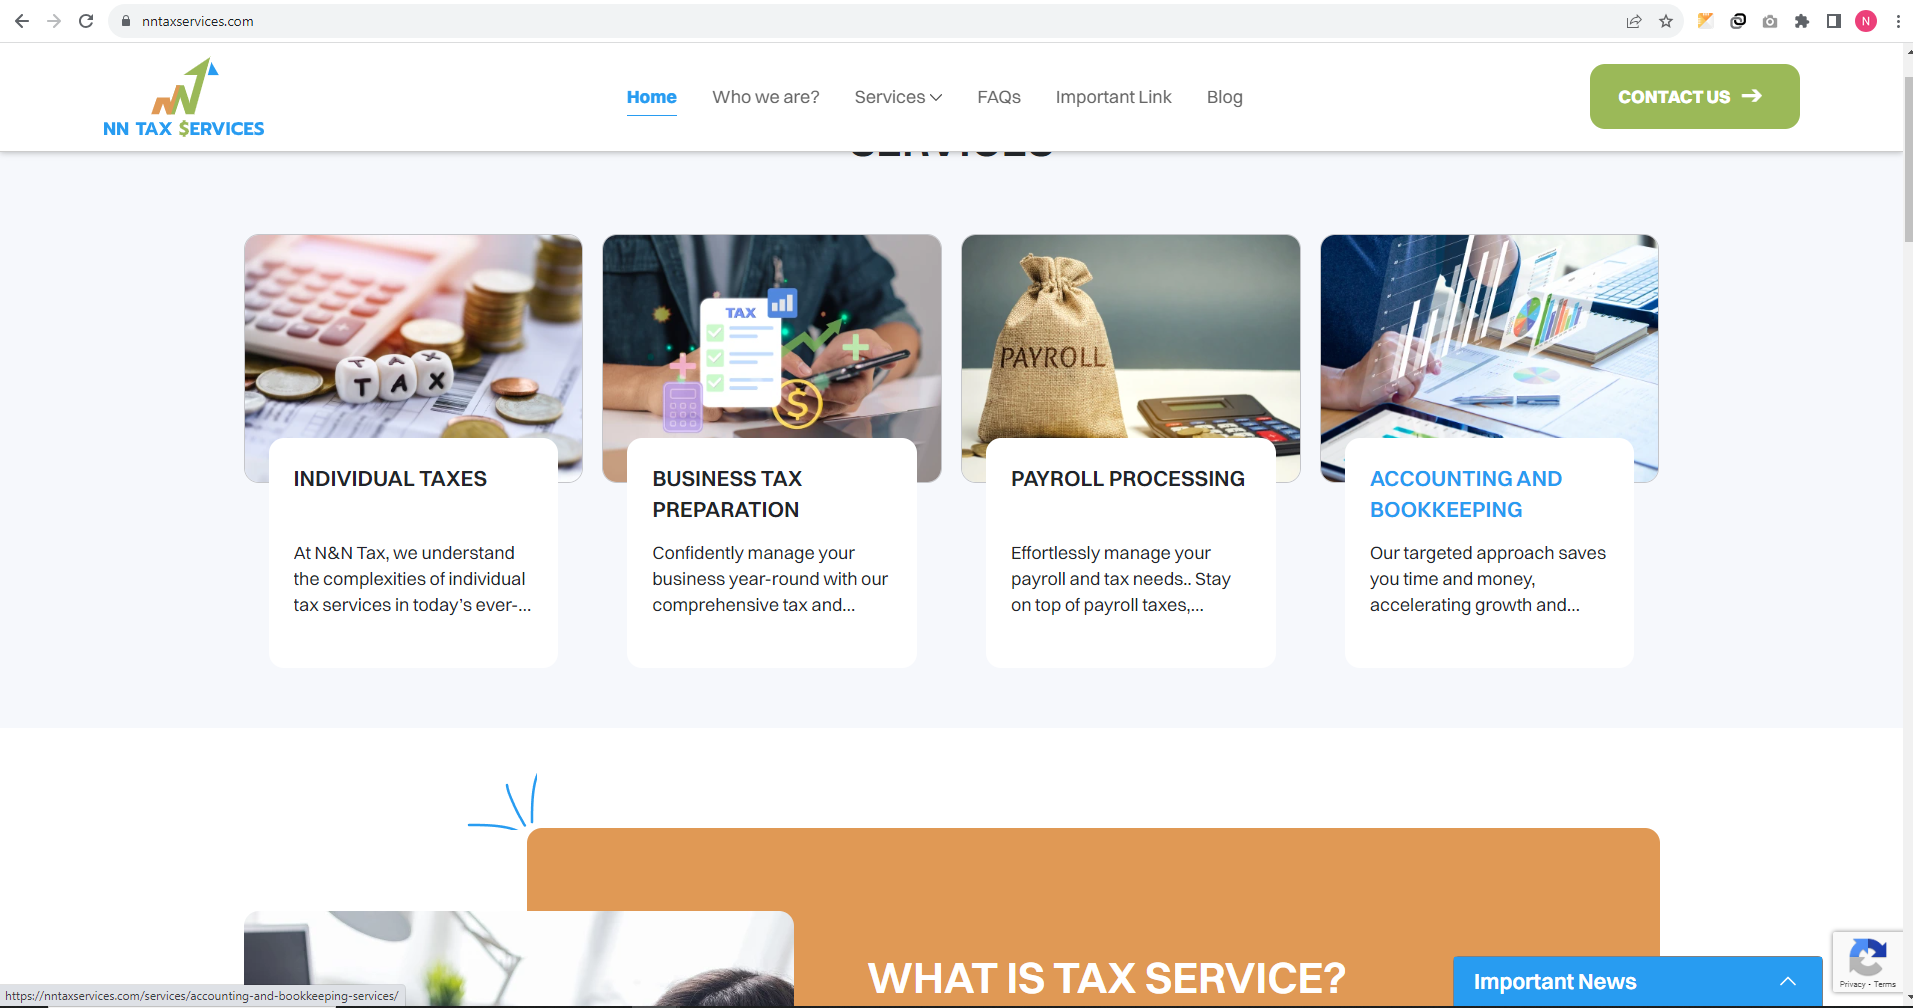 nntaxservices.com
N
NN TAX $ERVICES
Home
Who we are?
Services
FAQs
Important Link
Blog
CONTACT US
SERVICES
TAX
TAX
TAX
$
PAYROLL
INDIVIDUAL TAXES
At N&N Tax, we understand
the complexities of individual
tax services in today’s ever-...
BUSINESS TAX
PREPARATION
Confidently manage your
business year-round with our
comprehensive tax and...
PAYROLL PROCESSING
Effortlessly manage your
payroll and tax needs.. Stay
on top of payroll taxes,...
ACCOUNTING AND
BOOKKEEPING
Our targeted approach saves
you time and money,
accelerating growth and...
WHAT IS TAX SERVICE?
Important News
Privacy - Terms
https://nntaxservices.com/services/accounting-and-bookkeeping-services/